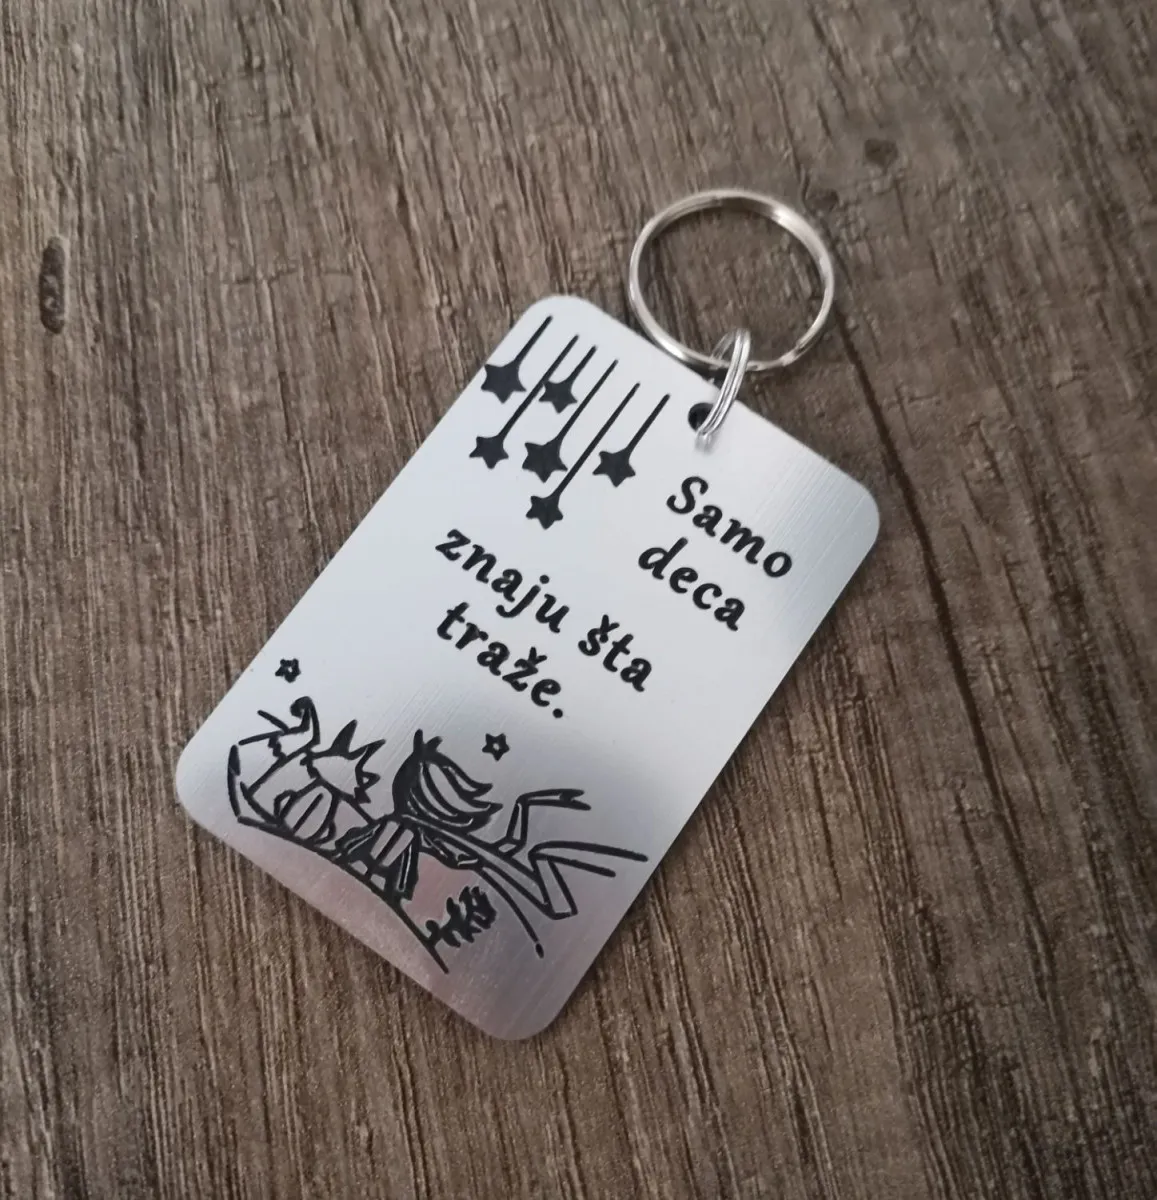 Samo
deca
znaju šta
traže.